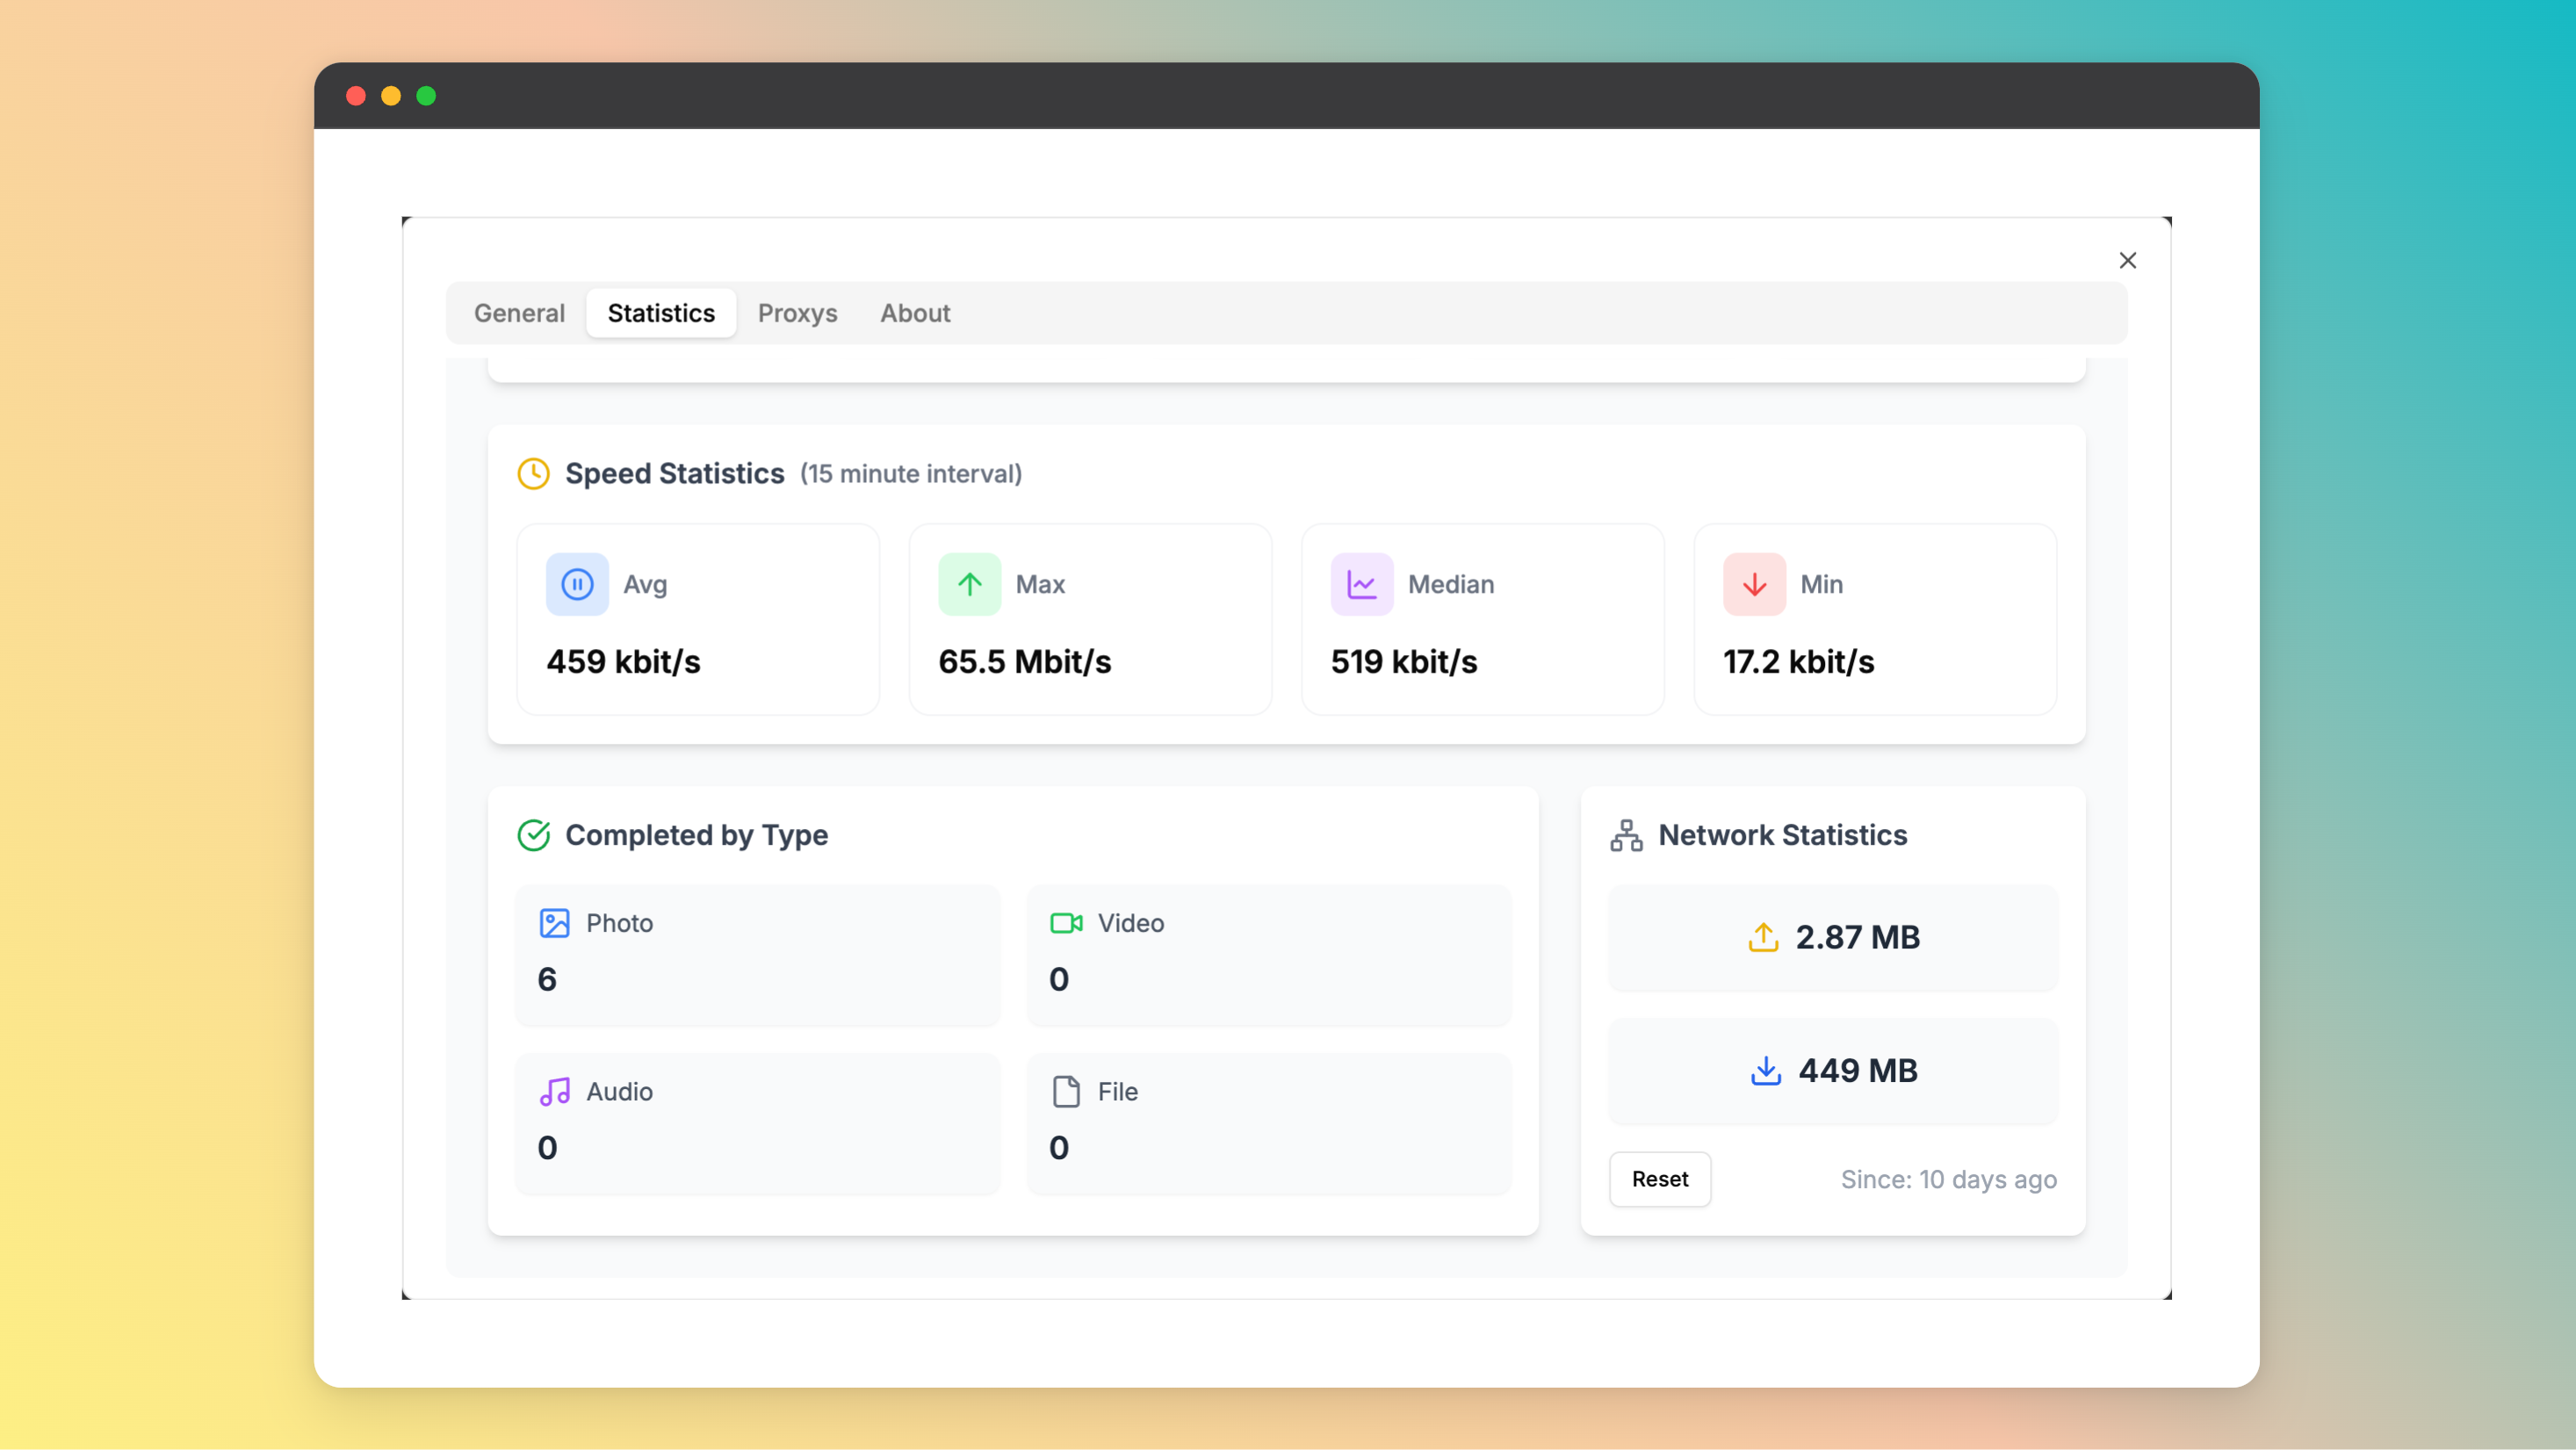 General Statistics Proxys About
Speed Statistics (15 minute interval)
Avg Max Median Min
459 kbit/s 65.5 Mbit/s 519 kbit/s 17.2 kbit/s
Completed by Type
Photo Video
6 0
Audio File
0 0
Network Statistics
2.87 MB
449 MB
Reset Since: 10 days ago